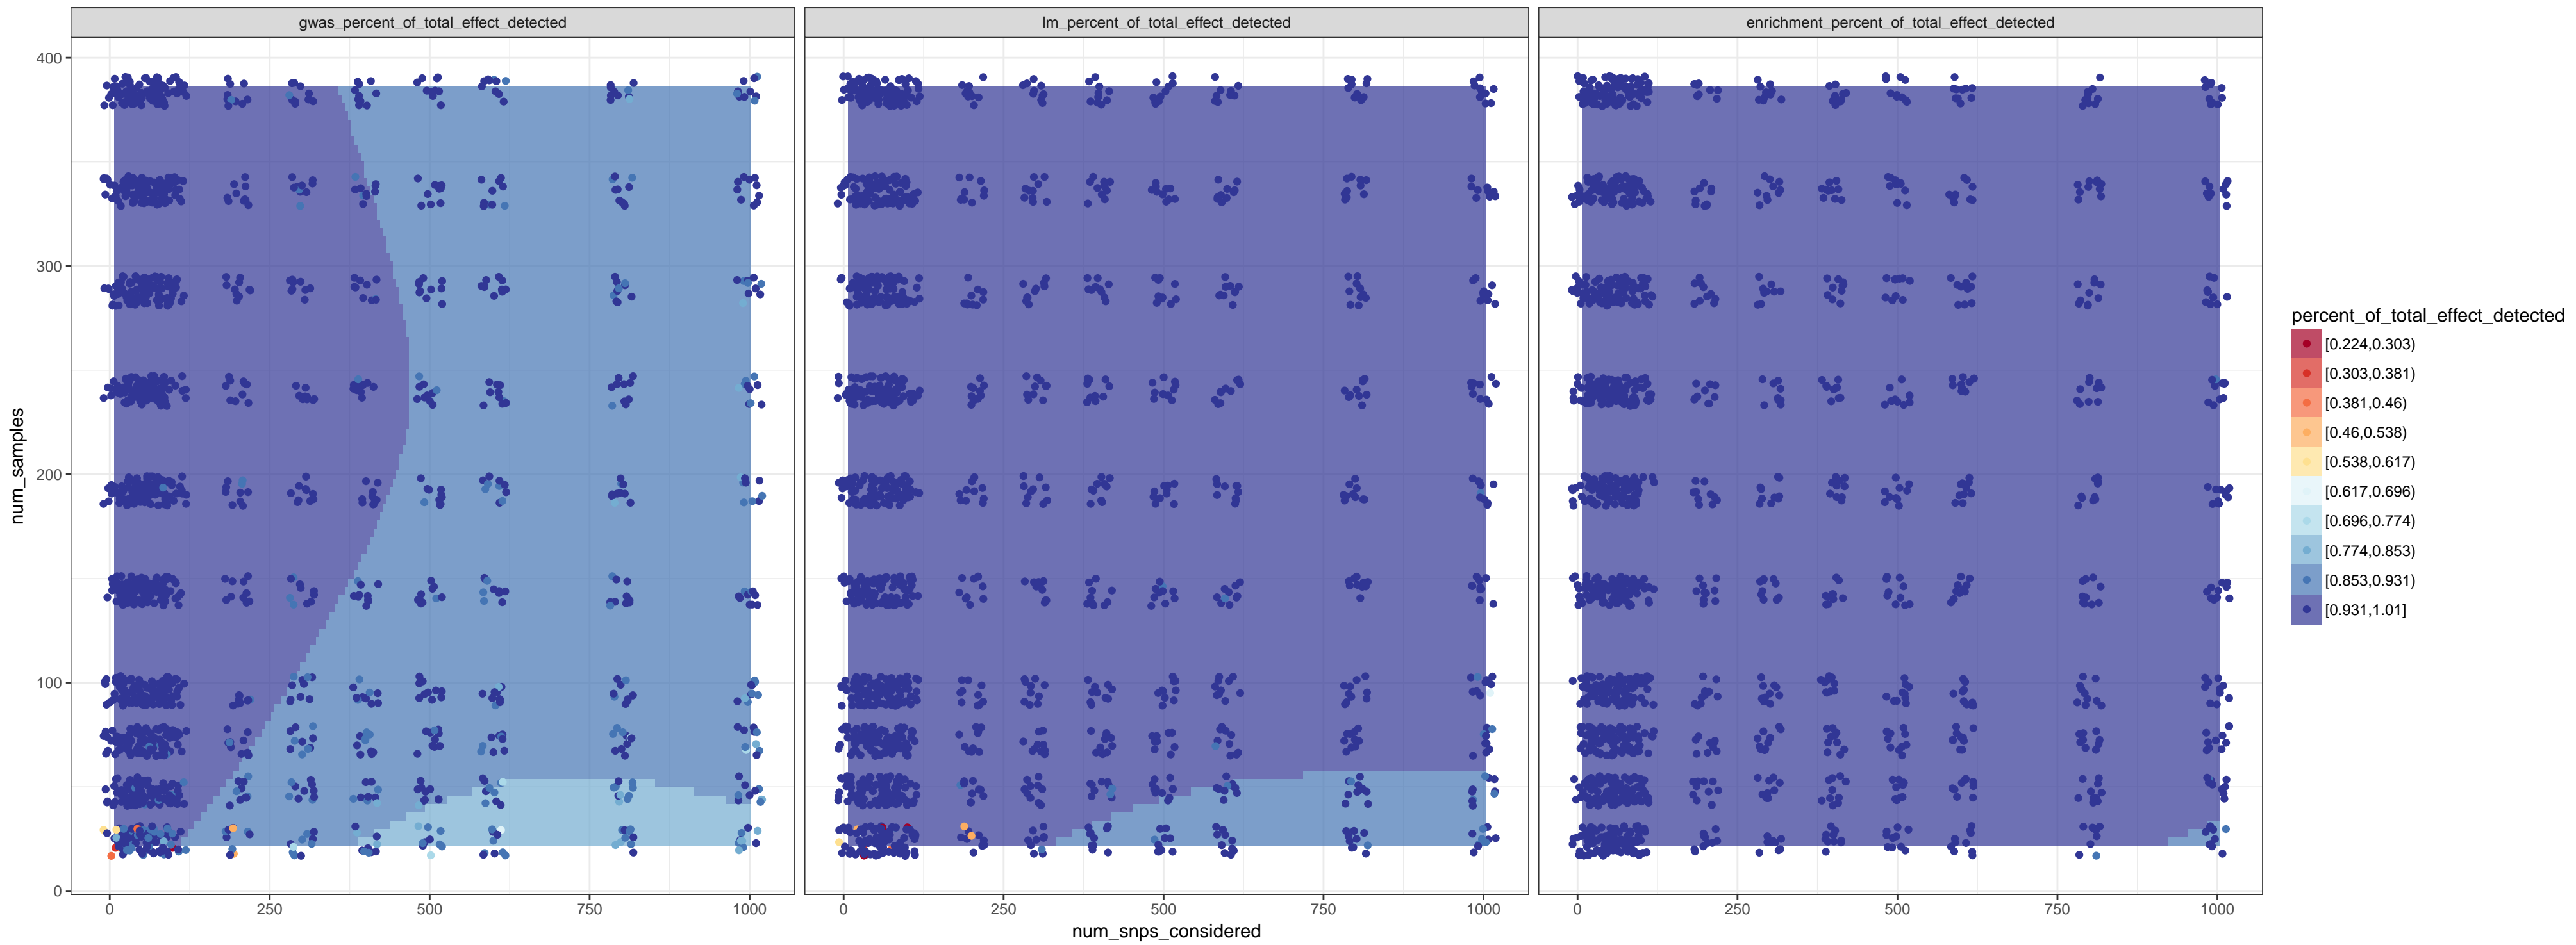 gwas_percent_of_total_effect_detected
lm_percent_of_total_effect_detected
enrichment_percent_of_total_effect_detected
400
300
200
100
0
num_samples
0 250 500 750 1000
0 250 500 750 1000
0 250 500 750 1000
num_snps_considered
percent_of_total_effect_detected
[0.224,0.303)
[0.303,0.381)
[0.381,0.46)
[0.46,0.538)
[0.538,0.617)
[0.617,0.696)
[0.696,0.774)
[0.774,0.853)
[0.853,0.931)
[0.931,1.01]